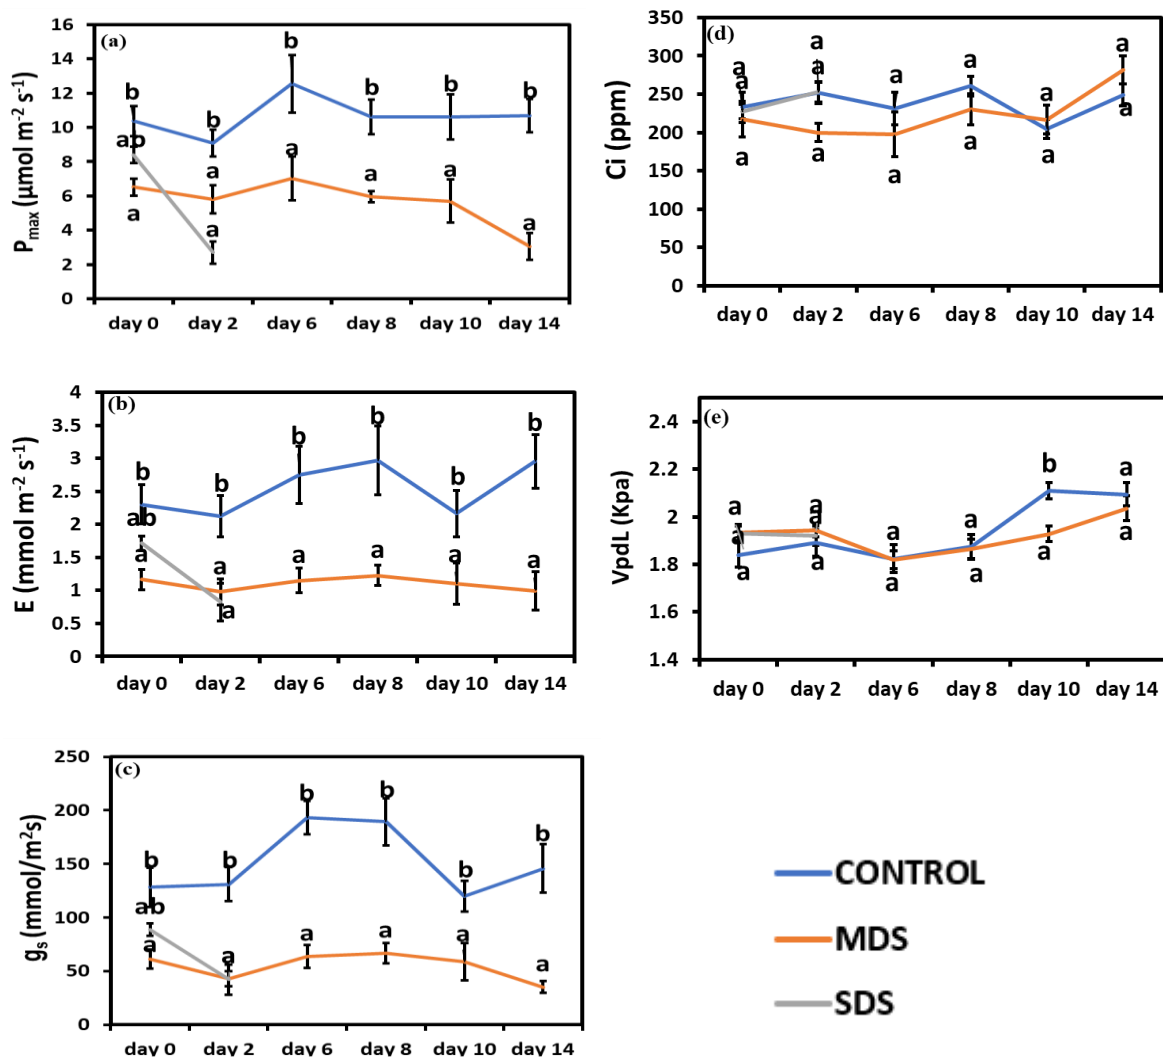 (a)
P_max (µmol m⁻² s⁻¹)
16
14
12
10
8
6
4
2
0
b
b
b
b
b
b
ab
a
a
a
a
a
a
a
day 0 day 2 day 6 day 8 day 10 day 14
(d)
Ci (ppm)
350
300
250
200
150
100
50
0
a
a
a
a
a
a
a
a
a
a
a
a
a
a
day 0 day 2 day 6 day 8 day 10 day 14
(b)
E (mmol m⁻² s⁻¹)
4
3.5
3
2.5
2
1.5
1
0.5
0
b
b
b
b
b
b
ab
a
a
a
a
a
a
a
day 0 day 2 day 6 day 8 day 10 day 14
(e)
VpdL (Kpa)
2.4
2.2
2
1.8
1.6
1.4
a
a
a
a
a
a
a
a
a
a
b
a
a
a
day 0 day 2 day 6 day 8 day 10 day 14
(c)
g_s (mmol/m²s)
250
200
150
100
50
0
b
b
b
b
b
b
ab
a
a
a
a
a
a
day 0 day 2 day 6 day 8 day 10 day 14
CONTROL
MDS
SDS